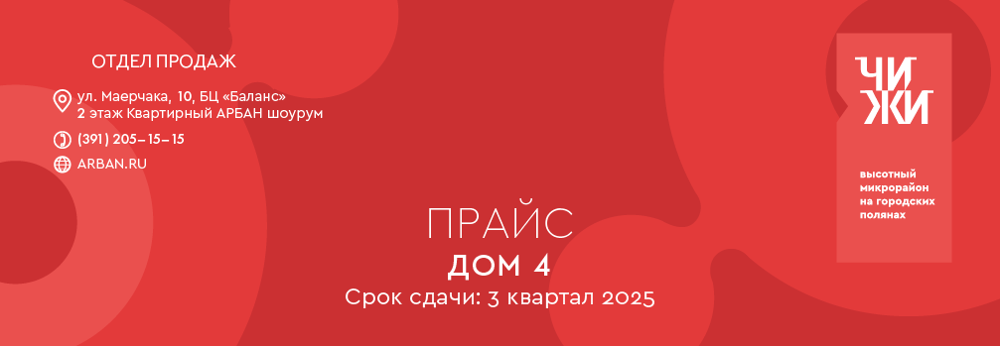 ОТДЕЛ ПРОДАЖ
ул. Маерчака, 10, БЦ «Баланс»
2 этаж Квартирный АРБАН шоурум
(391) 205-15-15
ARBAN.RU
ЧИ
ЖИ
высотный
микрорайон
на городских
полянах
ПРАЙС
ДОМ 4
Срок сдачи: 3 квартал 2025